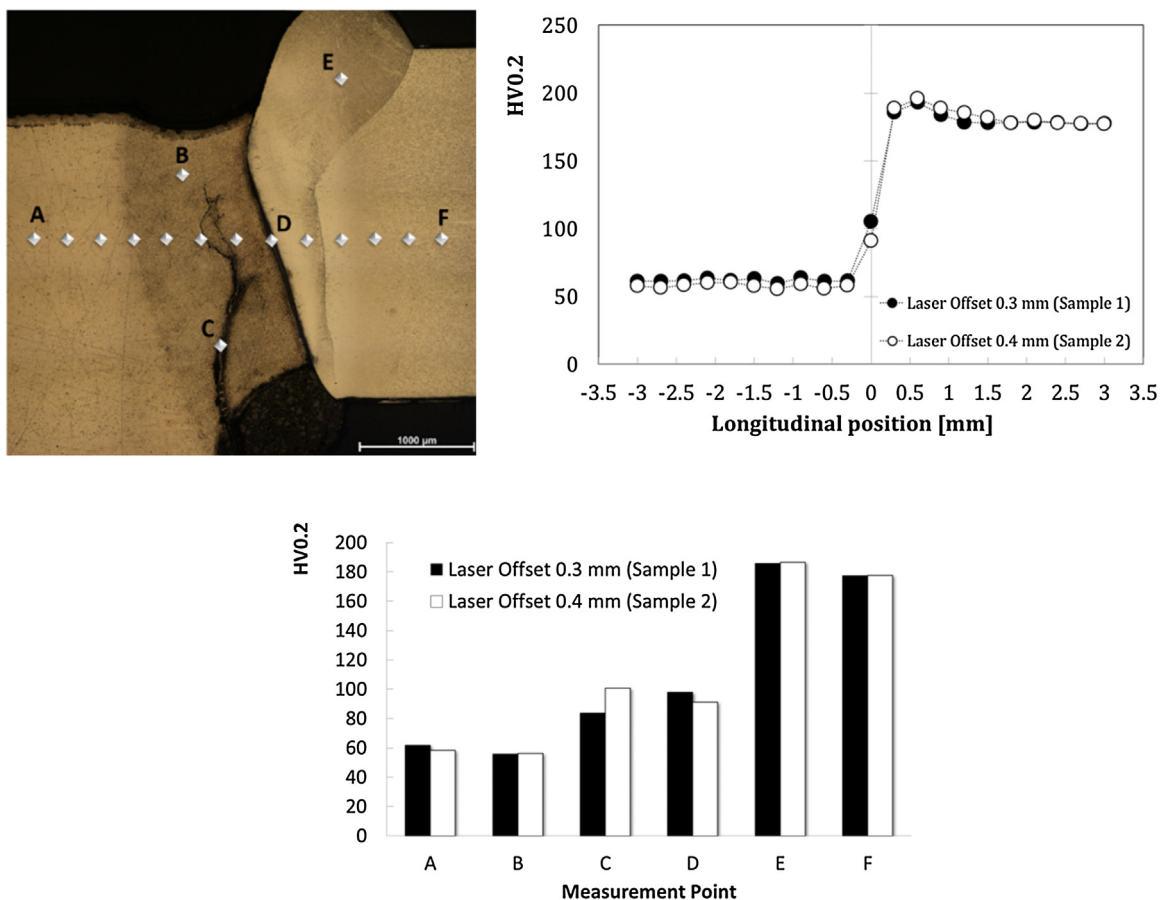 A
B
C
D
E
F
1000 µm
HV0.2
250
200
150
100
50
0
-3.5 -3 -2.5 -2 -1.5 -1 -0.5 0 0.5 1 1.5 2 2.5 3 3.5
Longitudinal position [mm]
Laser Offset 0.3 mm (Sample 1)
Laser Offset 0.4 mm (Sample 2)
HV0.2
200
180
160
140
120
100
80
60
40
20
0
Laser Offset 0.3 mm (Sample 1)
Laser Offset 0.4 mm (Sample 2)
A B C D E F
Measurement Point